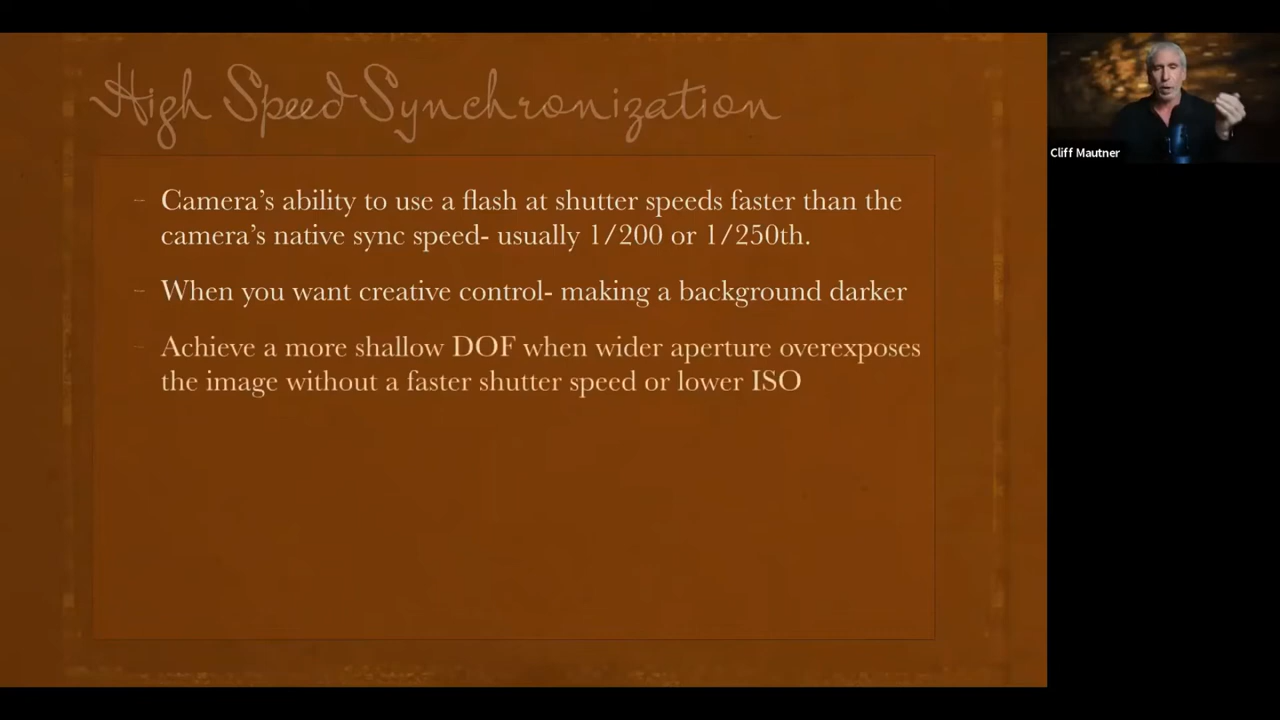 High Speed Synchronization
- Camera’s ability to use a flash at shutter speeds faster than the
camera’s native sync speed- usually 1/200 or 1/250th.
- When you want creative control- making a background darker
- Achieve a more shallow DOF when wider aperture overexposes
the image without a faster shutter speed or lower ISO
Cliff Mautner